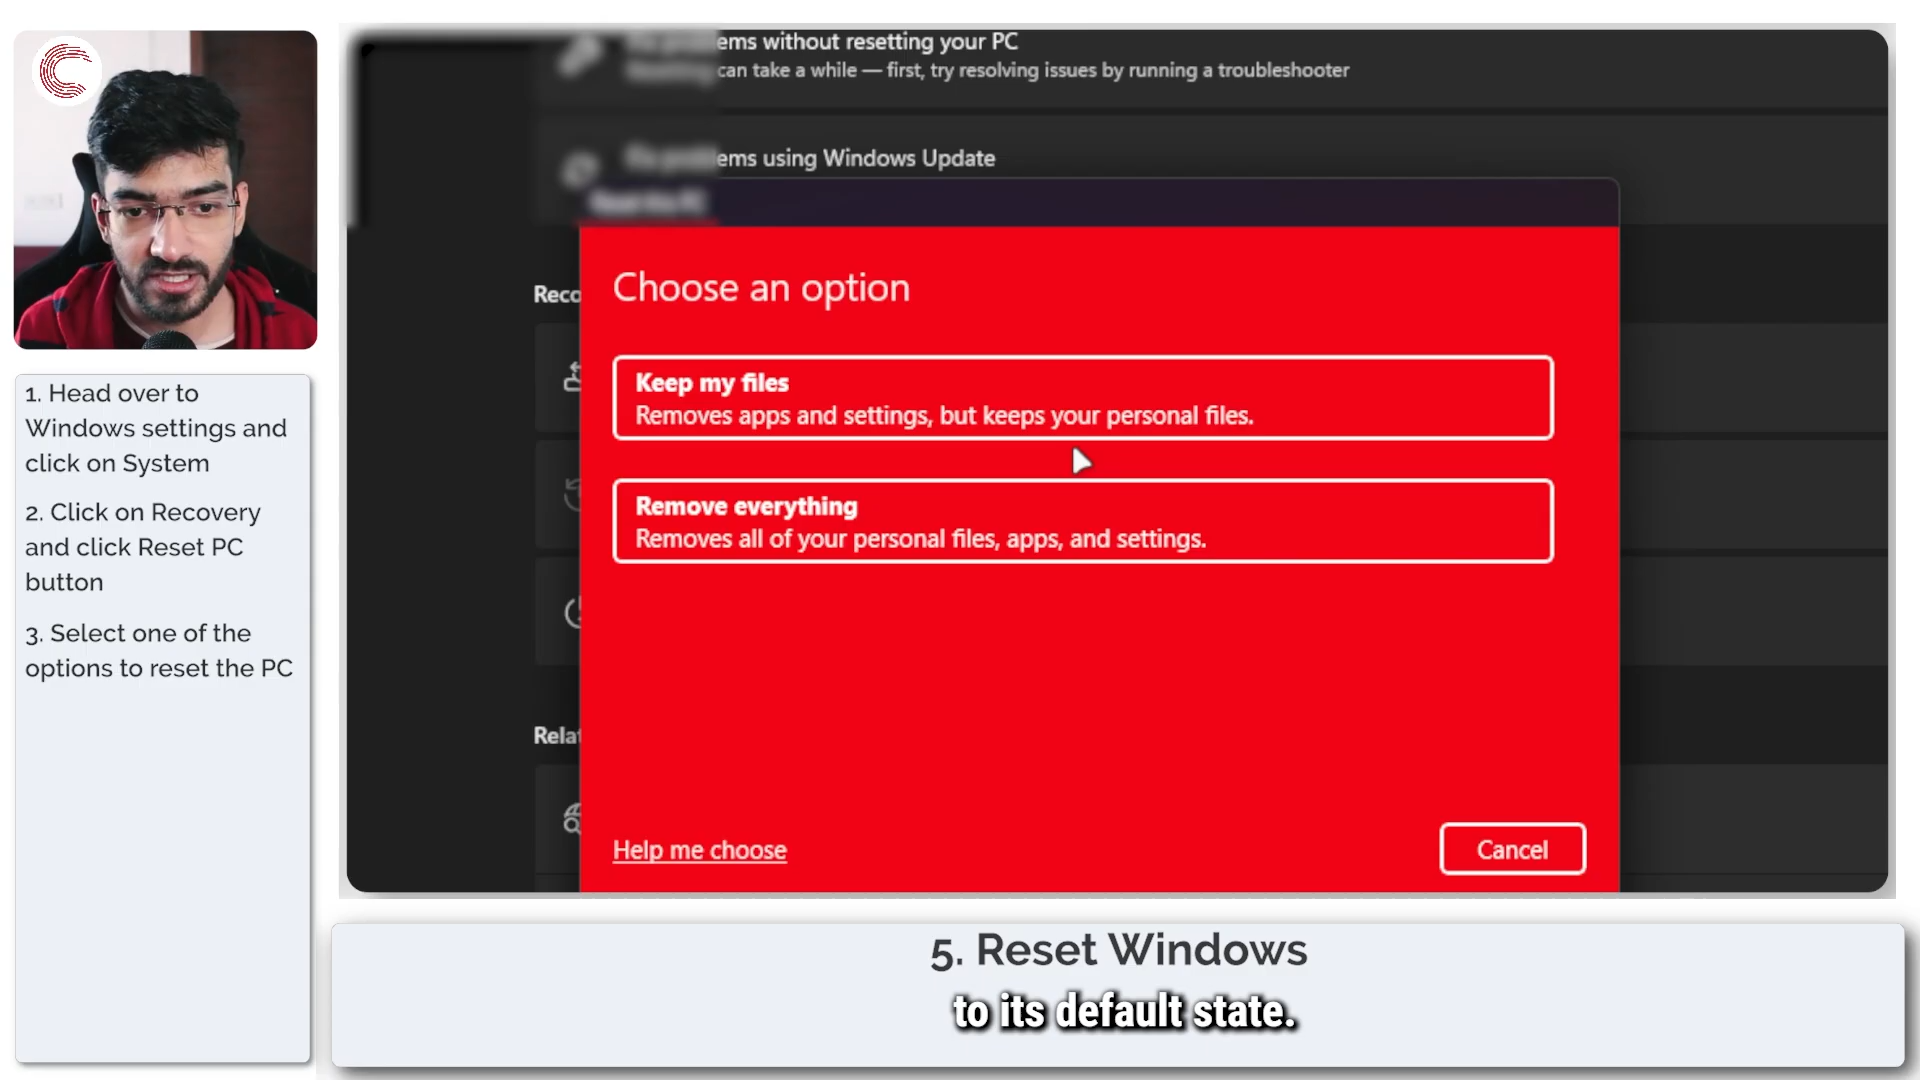 1. Head over to
Windows settings and
click on System
2. Click on Recovery
and click Reset PC
button
3. Select one of the
options to reset the PC
ems without resetting your PC
can take a while — first, try resolving issues by running a troubleshooter
ems using Windows Update
Reset this PC
Reco
Choose an option
Keep my files
Removes apps and settings, but keeps your personal files.
Remove everything
Removes all of your personal files, apps, and settings.
Relat
Help me choose
Cancel
5. Reset Windows
to its default state.